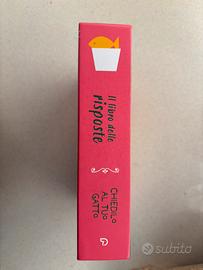 Il libro delle
risposte
CHIEDILO
AL TUO
GATTO
subito